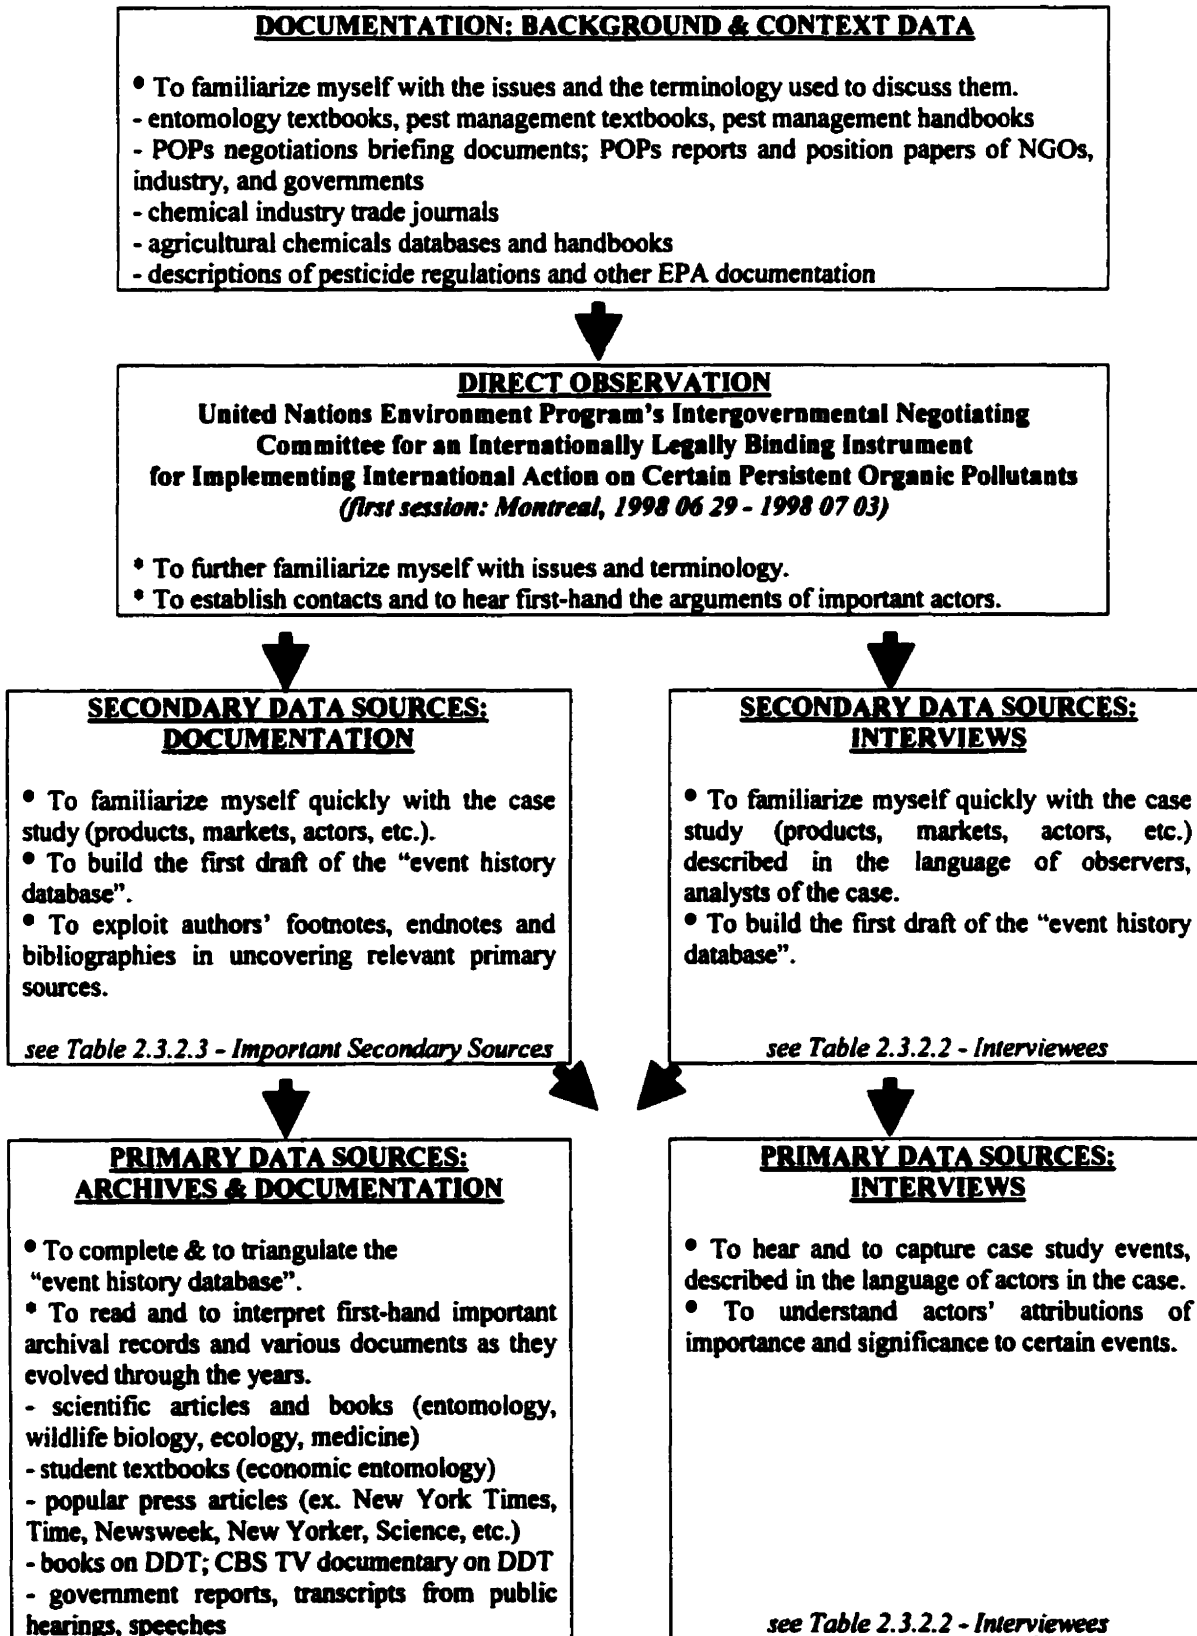 DOCUMENTATION: BACKGROUND & CONTEXT DATA
• To familiarize myself with the issues and the terminology used to discuss them.
- entomology textbooks, pest management textbooks, pest management handbooks
- POPs negotiations briefing documents; POPs reports and position papers of NGOs,
industry, and governments
- chemical industry trade journals
- agricultural chemicals databases and handbooks
- descriptions of pesticide regulations and other EPA documentation
DIRECT OBSERVATION
United Nations Environment Program's Intergovernmental Negotiating
Committee for an Internationally Legally Binding Instrument
for Implementing International Action on Certain Persistent Organic Pollutants
(first session: Montreal, 1998 06 29 - 1998 07 03)
* To further familiarize myself with issues and terminology.
* To establish contacts and to hear first-hand the arguments of important actors.
SECONDARY DATA SOURCES:
DOCUMENTATION
• To familiarize myself quickly with the case
study (products, markets, actors, etc.).
• To build the first draft of the “event history
database”.
• To exploit authors' footnotes, endnotes and
bibliographies in uncovering relevant primary
sources.
see Table 2.3.2.3 - Important Secondary Sources
SECONDARY DATA SOURCES:
INTERVIEWS
• To familiarize myself quickly with the case
study (products, markets, actors, etc.)
described in the language of observers,
analysts of the case.
• To build the first draft of the “event history
database”.
see Table 2.3.2.2 - Interviewees
PRIMARY DATA SOURCES:
ARCHIVES & DOCUMENTATION
• To complete & to triangulate the
“event history database”.
* To read and to interpret first-hand important
archival records and various documents as they
evolved through the years.
- scientific articles and books (entomology,
wildlife biology, ecology, medicine)
- student textbooks (economic entomology)
- popular press articles (ex. New York Times,
Time, Newsweek, New Yorker, Science, etc.)
- books on DDT; CBS TV documentary on DDT
- government reports, transcripts from public
hearings, speeches
PRIMARY DATA SOURCES:
INTERVIEWS
• To hear and to capture case study events,
described in the language of actors in the case.
• To understand actors' attributions of
importance and significance to certain events.
see Table 2.3.2.2 - Interviewees